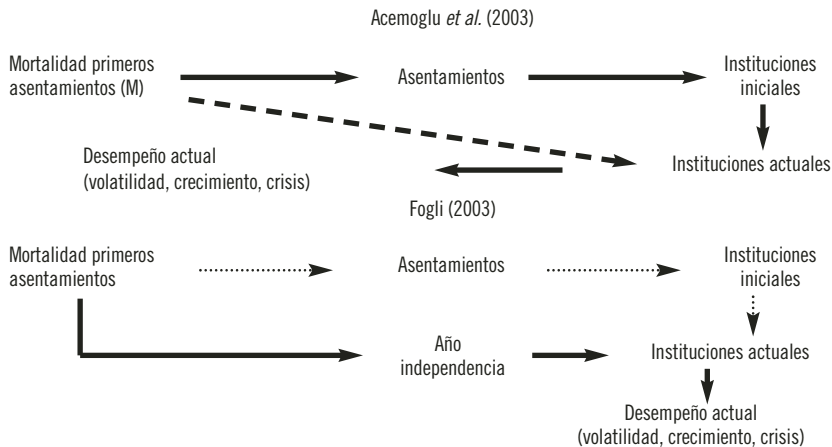 Acemoglu et al. (2003)
Mortalidad primeros
asentamientos (M)
Asentamientos
Instituciones
iniciales
Desempeño actual
(volatilidad, crecimiento, crisis)
Instituciones actuales
Fogli (2003)
Mortalidad primeros
asentamientos
Asentamientos
Instituciones
iniciales
Año
independencia
Instituciones actuales
Desempeño actual
(volatilidad, crecimiento, crisis)